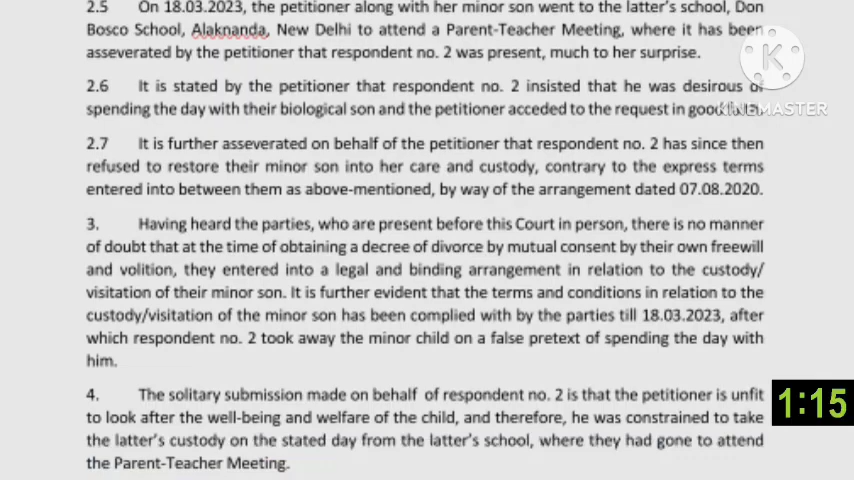 2.5 On 18.03.2023, the petitioner along with her minor son went to the latter's school, Don
Bosco School, Alaknanda, New Delhi to attend a Parent-Teacher Meeting, where it has been
asseverated by the petitioner that respondent no. 2 was present, much to her surprise.
2.6 It is stated by the petitioner that respondent no. 2 insisted that he was desirous of
spending the day with their biological son and the petitioner acceded to the request in good
KINEMASTER
2.7 It is further asseverated on behalf of the petitioner that respondent no. 2 has since then
refused to restore their minor son into her care and custody, contrary to the express terms
entered into between them as above-mentioned, by way of the arrangement dated 07.08.2020.
3. Having heard the parties, who are present before this Court in person, there is no manner
of doubt that at the time of obtaining a decree of divorce by mutual consent by their own freewill
and volition, they entered into a legal and binding arrangement in relation to the custody/
visitation of their minor son. It is further evident that the terms and conditions in relation to the
custody/visitation of the minor son has been complied with by the parties till 18.03.2023, after
which respondent no. 2 took away the minor child on a false pretext of spending the day with
him.
4. The solitary submission made on behalf of respondent no. 2 is that the petitioner is unfit
to look after the well-being and welfare of the child, and therefore, he was constrained to take
the latter's custody on the stated day from the latter's school, where they had gone to attend
the Parent-Teacher Meeting.
1:15